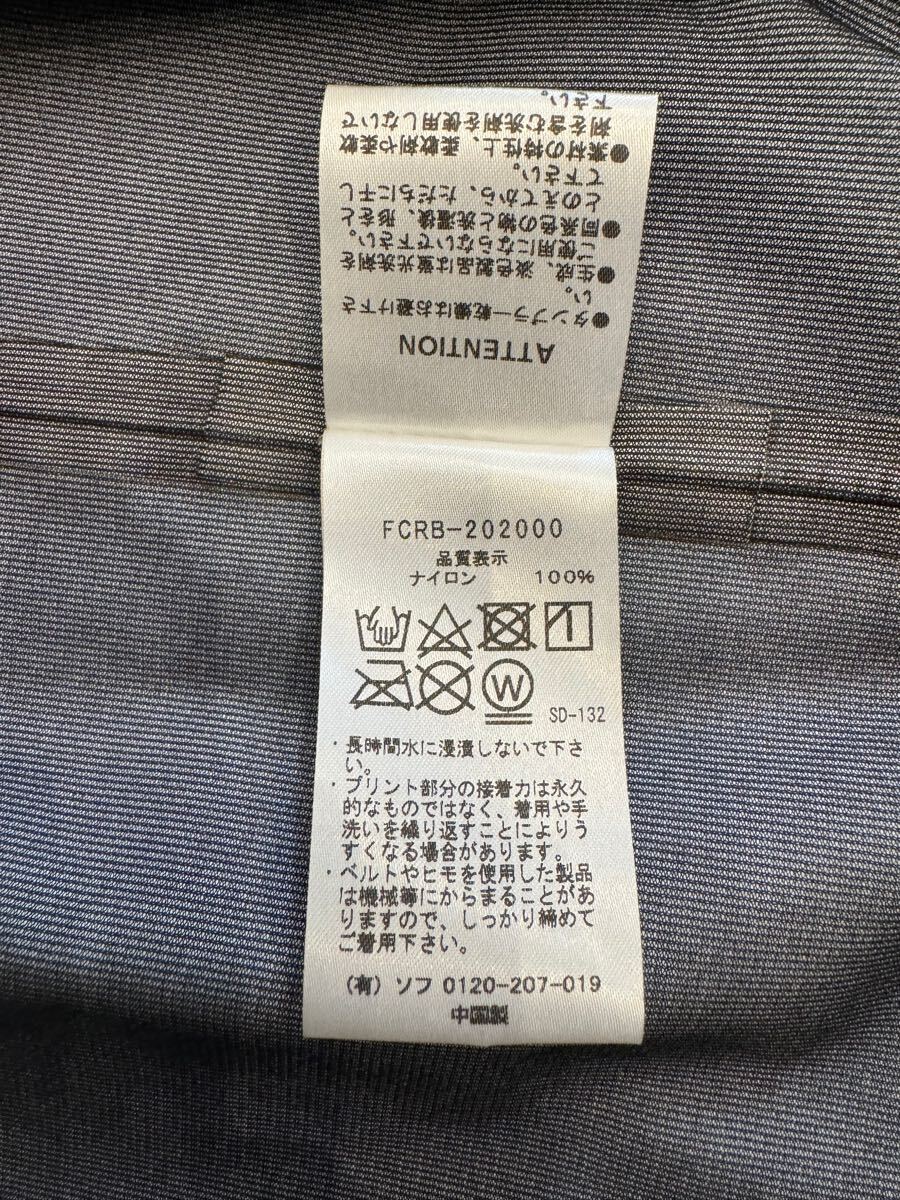 ATTENTION
●タンブラー乾燥はお避け下さ
い。
●生成、淡色製品は蛍光洗剤を
ご使用にならないで下さい。
●同系色の物と洗濯後、形をと
とのえてから、ただちに干し
て下さい。
●素材の特性上、柔軟剤や柔軟
剤を含む洗剤を使用しないで
下さい。
FCRB-202000
品質表示
ナイロン 100%
W
SD-132
・長時間水に浸漬しないで下さ
い。
・プリント部分の接着力は永久
的なものではなく、着用や手
洗いを繰り返すことによりう
すくなる場合があります。
・ベルトやヒモを使用した製品
は機械等にからまることがあ
りますので、しっかり締めて
ご着用下さい。
(有) ソフ 0120-207-019
中国製